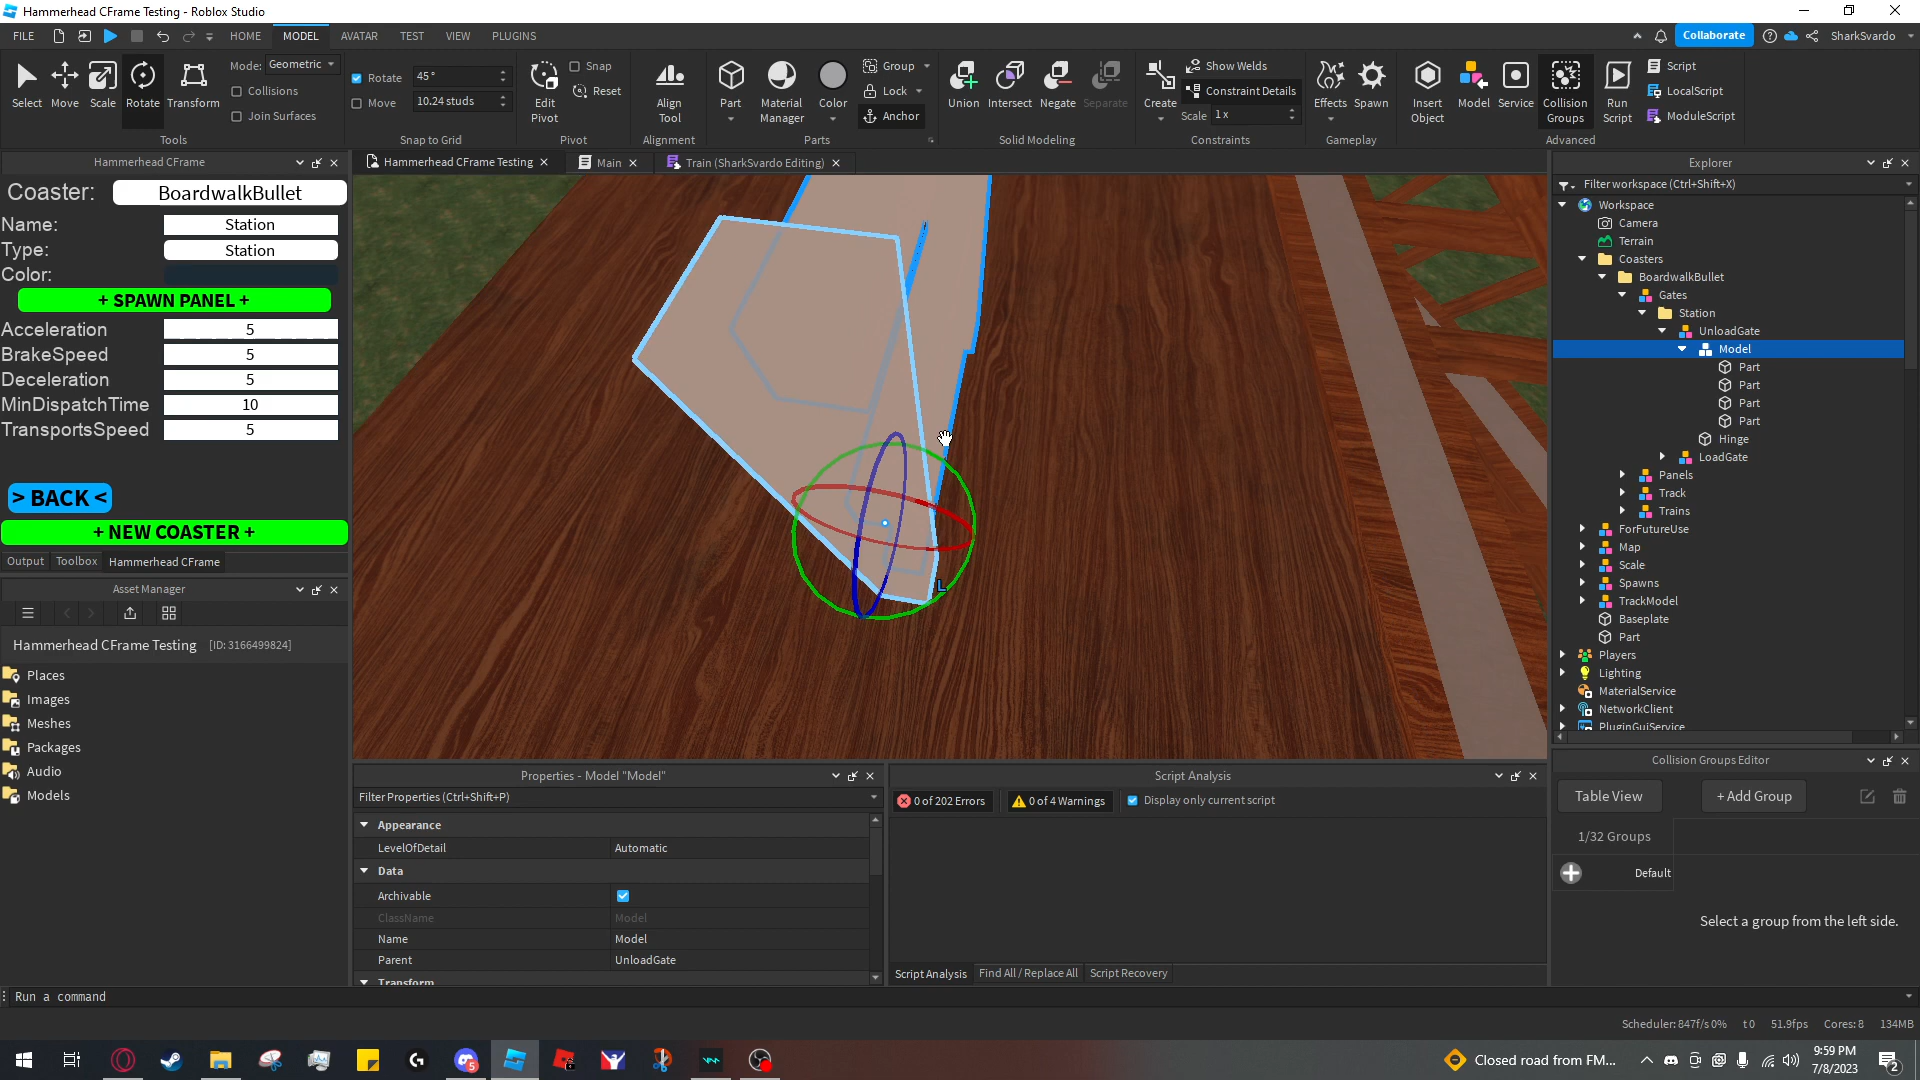 Hammerhead CFrame Testing - Roblox Studio
FILE HOME MODEL AVATAR TEST VIEW PLUGINS Collaborate SharkSvardo
Select Move Scale Rotate Transform
Mode: Geometric
Collisions
Join Surfaces
Tools
Rotate 45°
Move 10.24 studs
Snap to Grid
Edit Pivot
Snap
Reset
Pivot
Align Tool
Alignment
Part
Material Manager
Color
Group
Lock
Anchor
Parts
Union Intersect Negate Separate
Solid Modeling
Create
Show Welds
Constraint Details
Scale 1 x
Constraints
Effects Spawn
Gameplay
Insert Object
Model Service
Collision Groups
Run Script
Script
LocalScript
ModuleScript
Advanced
Hammerhead CFrame
Coaster: BoardwalkBullet
Name: Station
Type: Station
Color:
+ SPAWN PANEL +
Acceleration 5
BrakeSpeed 5
Deceleration 5
MinDispatchTime 10
TransportsSpeed 5
> BACK <
+ NEW COASTER +
Output Toolbox Hammerhead CFrame
Asset Manager
Hammerhead CFrame Testing [ID: 3166499824]
Places
Images
Meshes
Packages
Audio
Models
Hammerhead CFrame Testing Main Train (SharkSvardo Editing)
L
Properties - Model "Model"
Filter Properties (Ctrl+Shift+P)
Appearance
LevelOfDetail Automatic
Data
Archivable
ClassName Model
Name Model
Parent UnloadGate
Transform
Script Analysis
0 of 202 Errors 0 of 4 Warnings Display only current script
Script Analysis Find All / Replace All Script Recovery
Explorer
Filter workspace (Ctrl+Shift+X)
Workspace
Camera
Terrain
Coasters
BoardwalkBullet
Gates
Station
UnloadGate
Model
Part
Part
Part
Part
Hinge
LoadGate
Panels
Track
Trains
ForFutureUse
Map
Scale
Spawns
TrackModel
Baseplate
Part
Players
Lighting
MaterialService
NetworkClient
PluginGuiService
Collision Groups Editor
Table View + Add Group
1/32 Groups
Default
Select a group from the left side.
Run a command
Scheduler: 847f/s 0% t0 51.9fps Cores: 8 134MB
Closed road from FM...
9:59 PM
7/8/2023
5
2